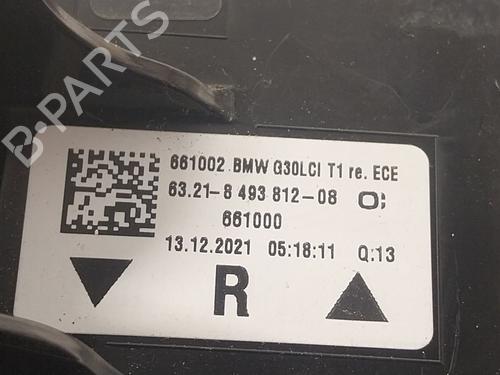 661002 BMW G30LCI T1 re. ECE
63.21-8 493 812-08
661000
13.12.2021 05:18:11 Q:13
R
B-PARTS